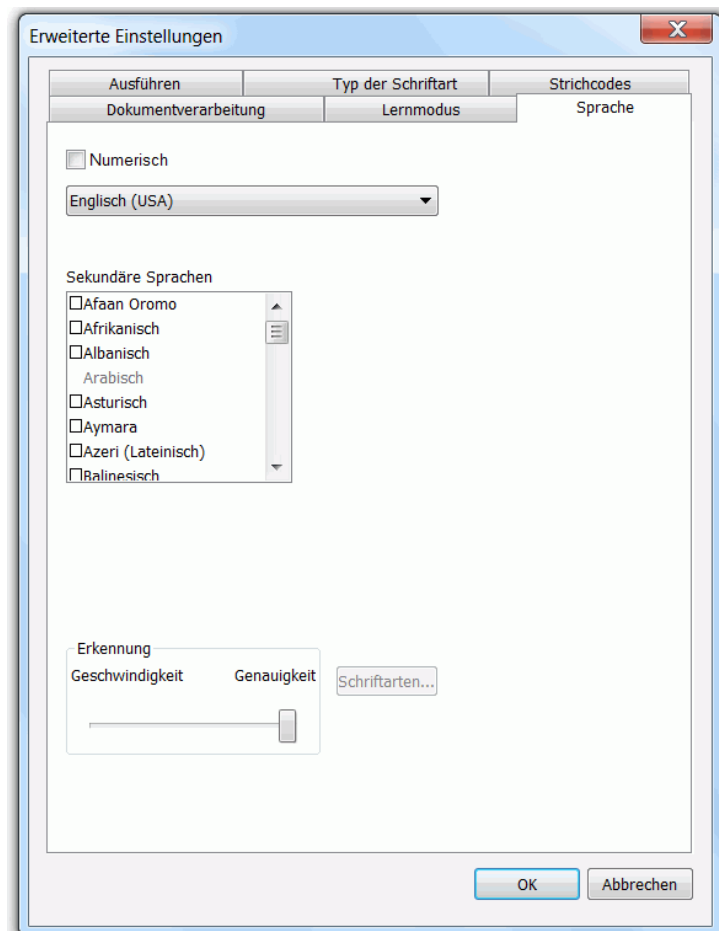 Erweiterte Einstellungen
Ausführen
Typ der Schriftart
Strichcodes
Dokumentverarbeitung
Lernmodus
Sprache
Numerisch
Englisch (USA)
Sekundäre Sprachen
Afaan Oromo
Afrikanisch
Albanisch
Arabisch
Asturisch
Aymara
Azeri (Lateinisch)
Balinesisch
Erkennung
Geschwindigkeit
Genauigkeit
Schriftarten...
OK
Abbrechen